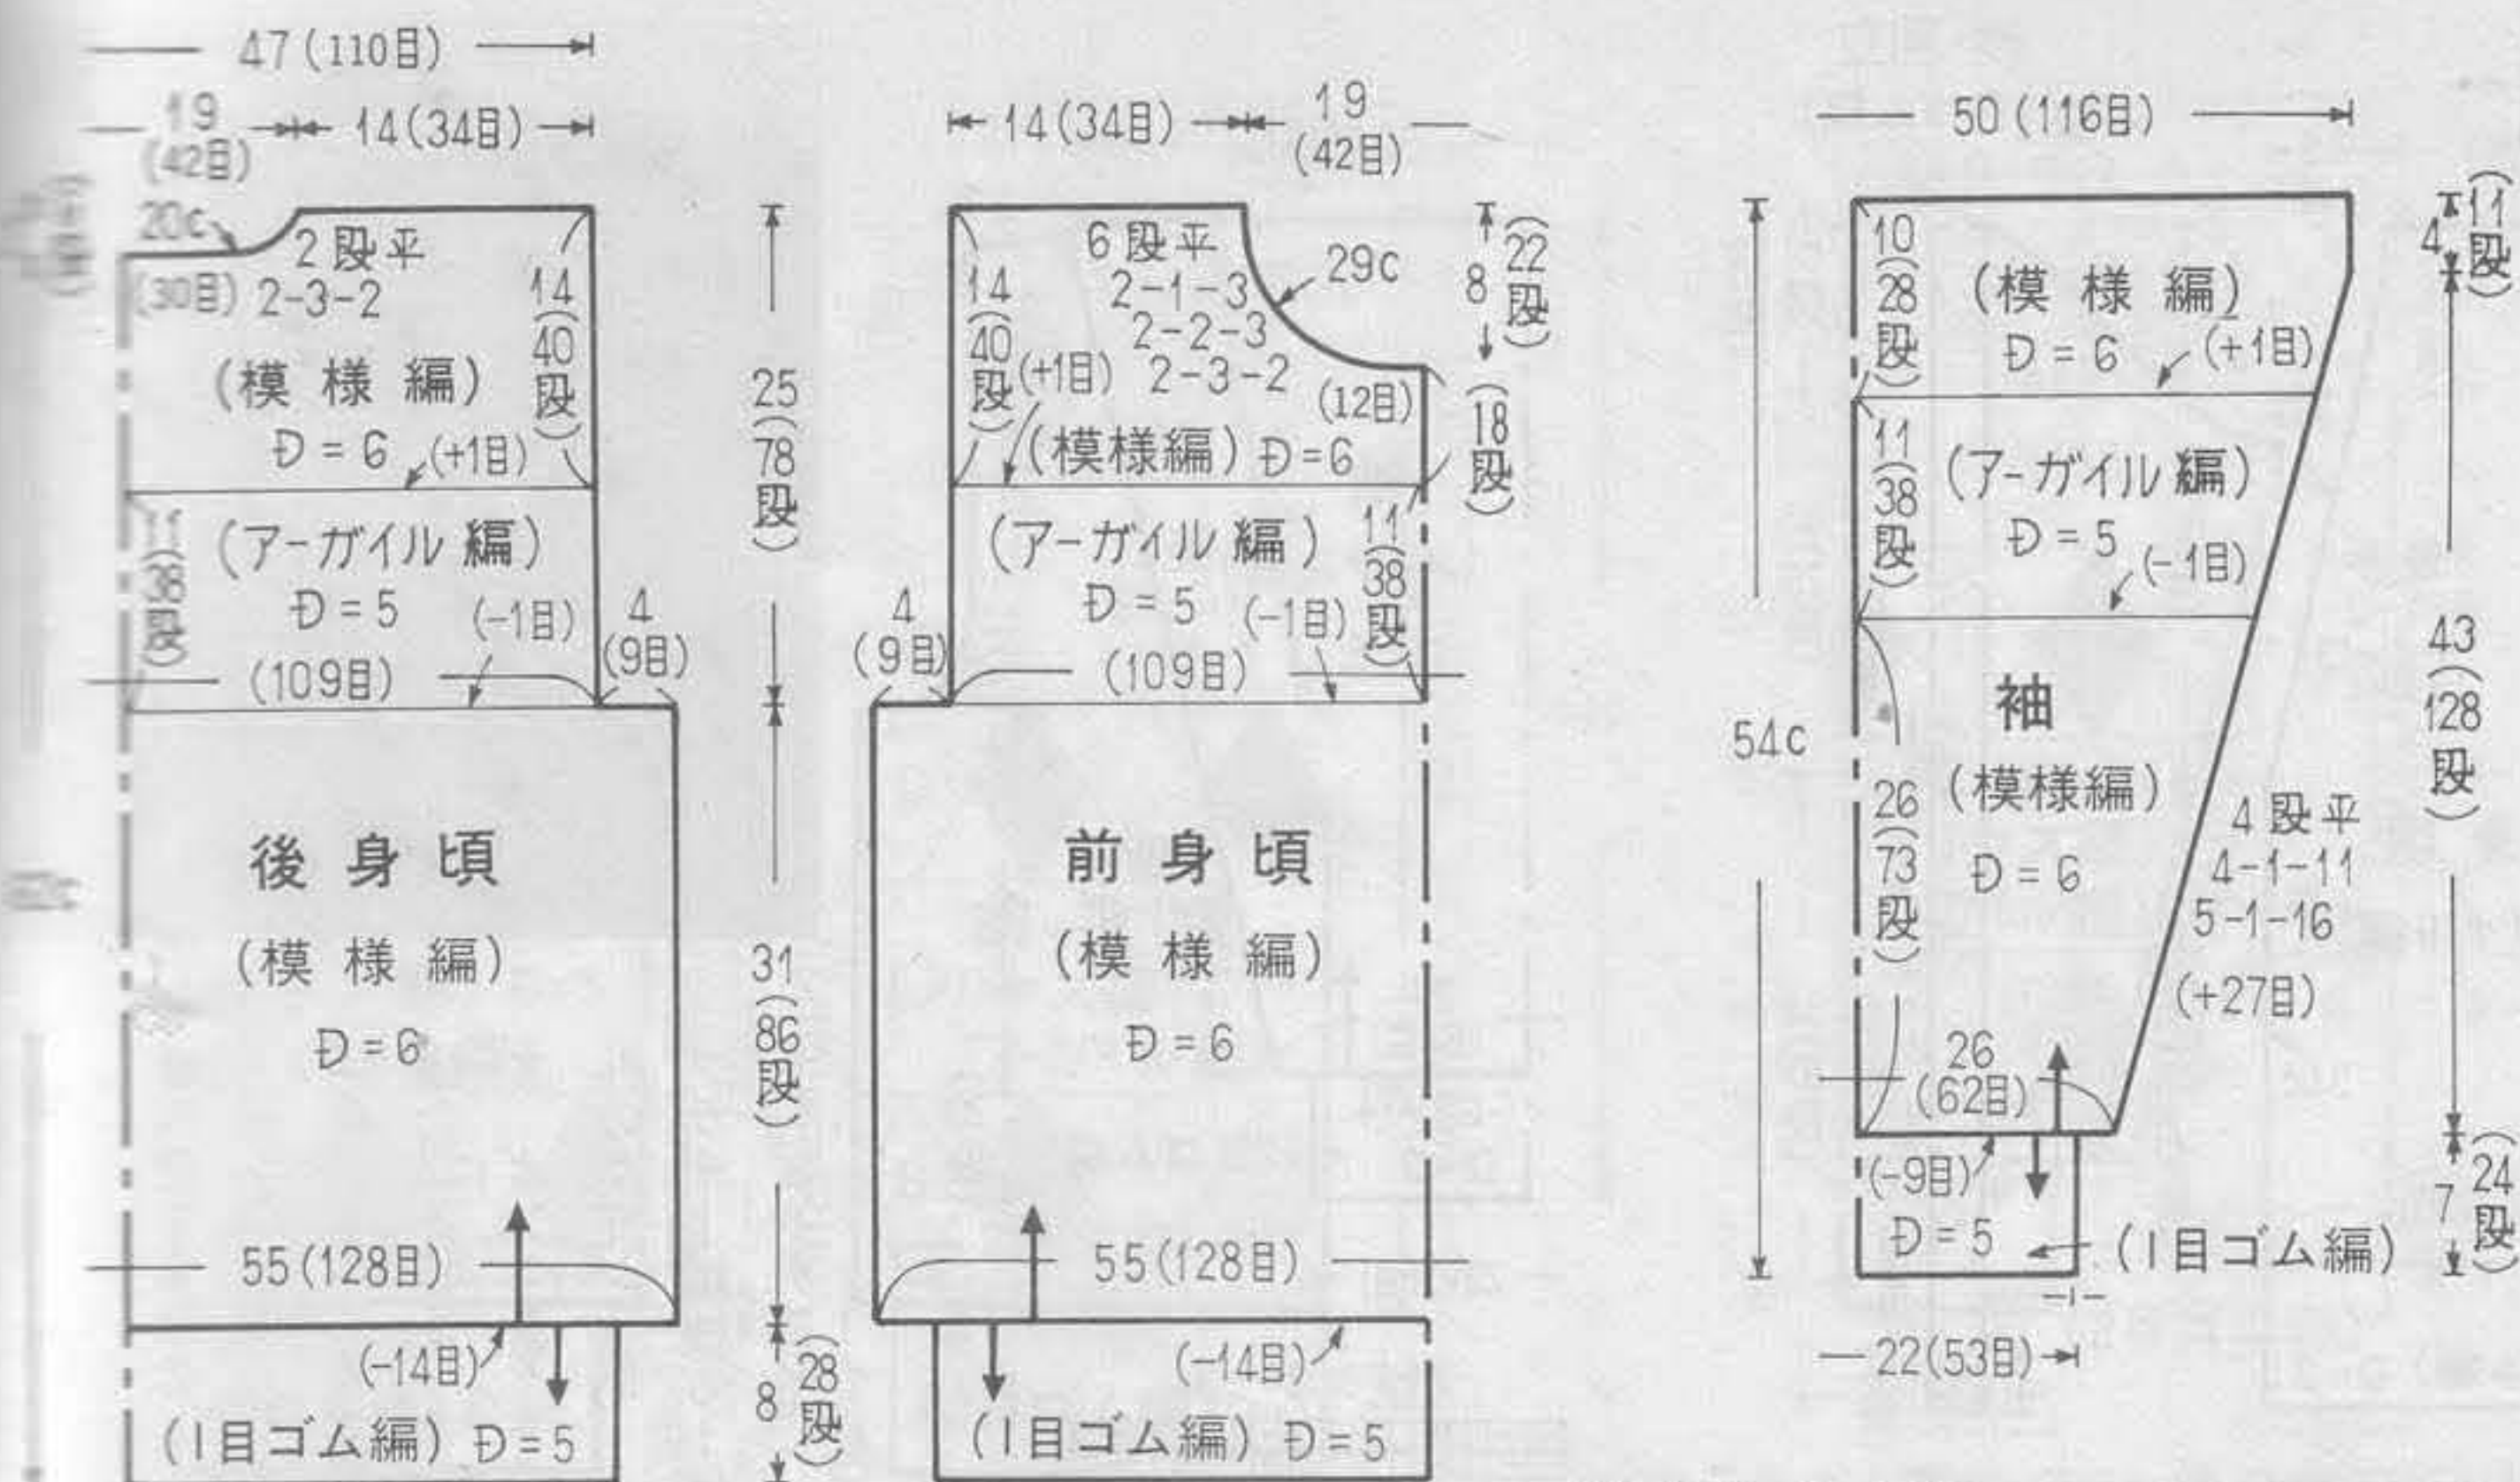 47(110目)
19
(42目)
14(34目)
20c
(30目)
2段平
2-3-2
14(40段)
(模様編)
Ð=6
(+1目)
11(38段)
(アーガイル編)
Ð=5
(-1目)
(109目)
4
(9目)
後身頃
(模様編)
Ð=6
55(128目)
(-14目)
(1目ゴム編) Ð=5
25(78段)
31(86段)
8(28段)
14(34目)
19
(42目)
14(40段)
6段平
2-1-3
2-2-3
2-3-2
29c
8(22段)
(+1目)
(12目)
(模様編) Ð=6
(18段)
(アーガイル編)
Ð=5
(-1目)
11(38段)
(109目)
4
(9目)
前身頃
(模様編)
Ð=6
55(128目)
(-14目)
(1目ゴム編) Ð=5
50(116目)
4(11段)
10(28段)
(模様編)
Ð=6
(+1目)
11(38段)
(アーガイル編)
Ð=5
(-1目)
54c
袖
(模様編)
Ð=6
26(73段)
43(128段)
4段平
4-1-11
5-1-16
(+27目)
26
(62目)
(-9目)
Ð=5
(1目ゴム編)
7(24段)
22(53目)